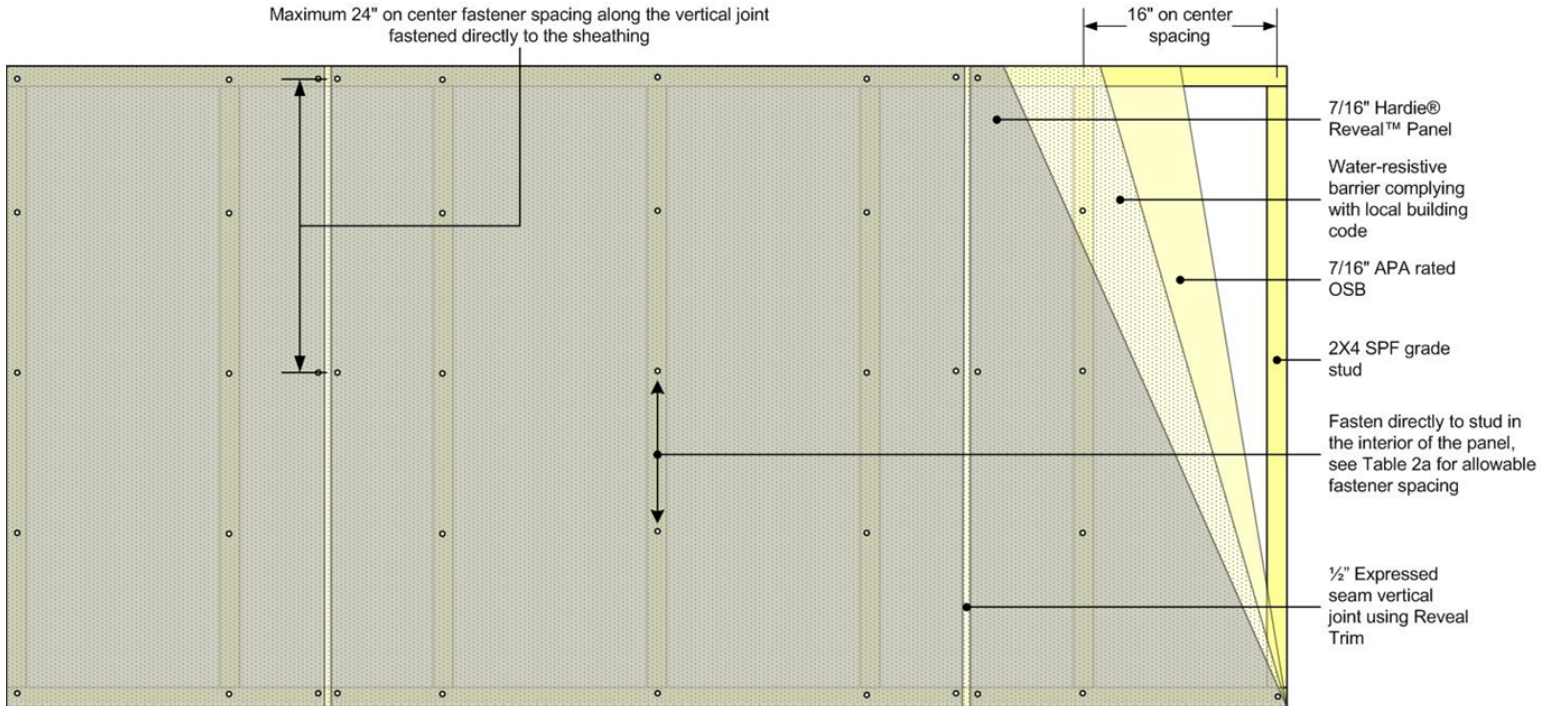 Maximum 24" on center fastener spacing along the vertical joint
fastened directly to the sheathing
16" on center
spacing
7/16" Hardie®
Reveal™ Panel
Water-resistive
barrier complying
with local building
code
7/16" APA rated
OSB
2X4 SPF grade
stud
Fasten directly to stud in
the interior of the panel,
see Table 2a for allowable
fastener spacing
½" Expressed
seam vertical
joint using Reveal
Trim